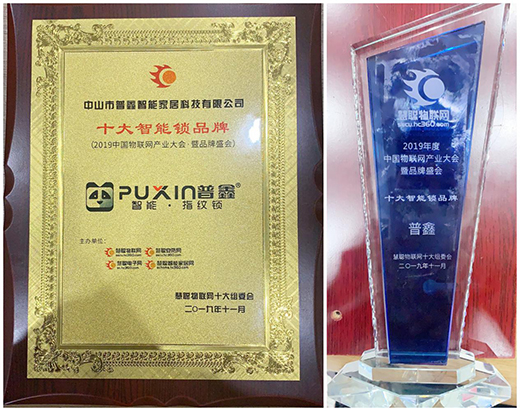 中山市普鑫智能家居科技有限公司
十大智能锁品牌
(2019中国物联网产业大会 暨品牌盛会)
PUXIN普鑫®
智能·指纹锁
主办单位:
慧聪物联网 慧聪安防网
慧聪电子网 慧聪智能家居网
慧聪物联网十大组委会
二〇一九年十一月
慧聪物联网
www.hc360.com
2019年度
中国物联网产业大会
暨品牌盛会
十大智能锁品牌
普鑫
慧聪物联网十大组委会
二〇一九年十一月